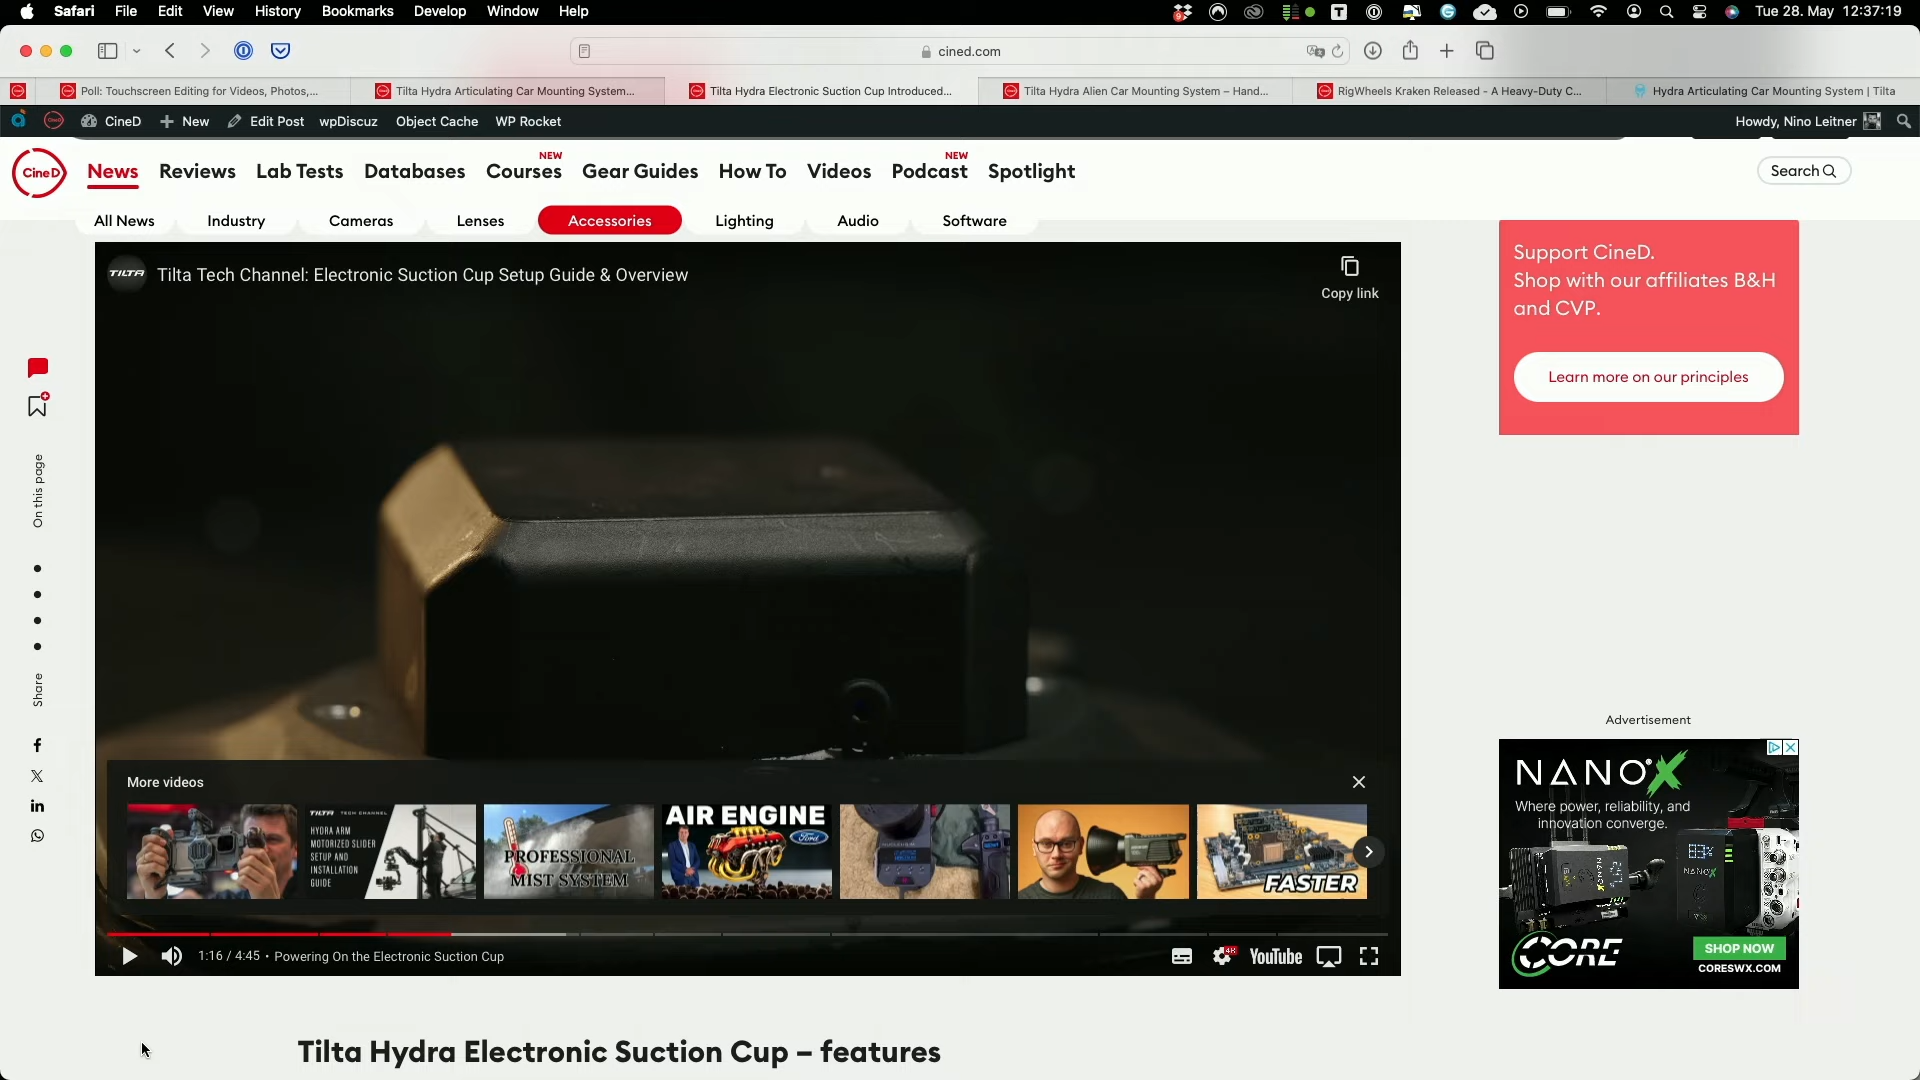 Safari File Edit View History Bookmarks Develop Window Help
Tue 28. May 12:37:19
cined.com
Poll: Touchscreen Editing for Videos, Photos,...
Tilta Hydra Articulating Car Mounting System...
Tilta Hydra Electronic Suction Cup Introduced...
Tilta Hydra Alien Car Mounting System – Hand...
RigWheels Kraken Released - A Heavy-Duty C...
Hydra Articulating Car Mounting System | Tilta
CineD New Edit Post wpDiscuz Object Cache WP Rocket
Howdy, Nino Leitner
NEW
NEW
CineD
News Reviews Lab Tests Databases Courses Gear Guides How To Videos Podcast Spotlight
Search
All News Industry Cameras Lenses Accessories Lighting Audio Software
TILTA
Tilta Tech Channel: Electronic Suction Cup Setup Guide & Overview
Copy link
Support CineD.
Shop with our affiliates B&H
and CVP.
Learn more on our principles
On this page
Share
Advertisement
NANOX
Where power, reliability, and
innovation converge.
NANOX
CORE
SHOP NOW
CORESWX.COM
More videos
TILTA TECH CHANNEL
HYDRA ARM
MOTORIZED SLIDER
SETUP AND
INSTALLATION
GUIDE
PROFESSIONAL
MIST SYSTEM
AIR ENGINE
Ford
FASTER
1:16 / 4:45 • Powering On the Electronic Suction Cup
4K
YouTube
Tilta Hydra Electronic Suction Cup – features